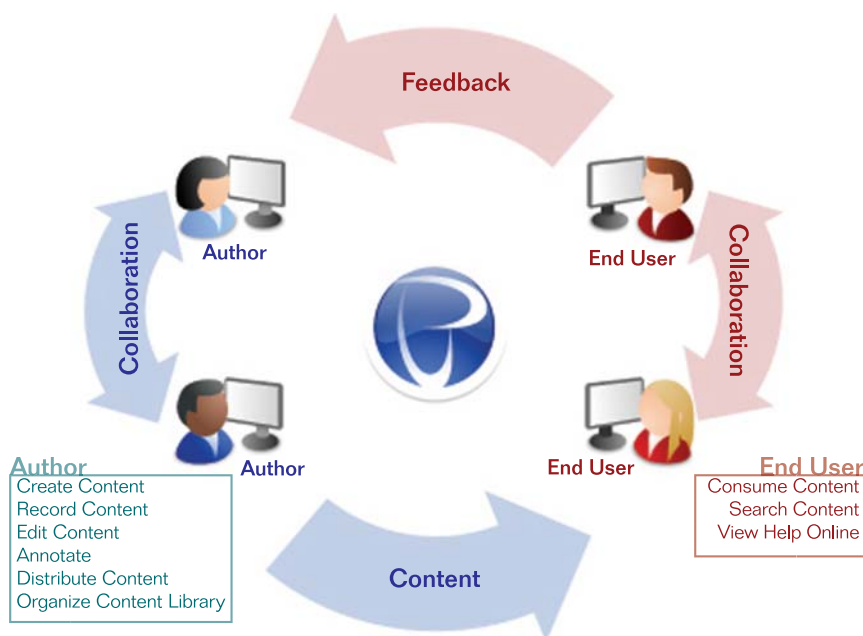 Feedback
Author
End User
Collaboration
Collaboration
Author
End User
Author
Create Content
Record Content
Edit Content
Annotate
Distribute Content
Organize Content Library
End User
Consume Content
Search Content
View Help Online
Content